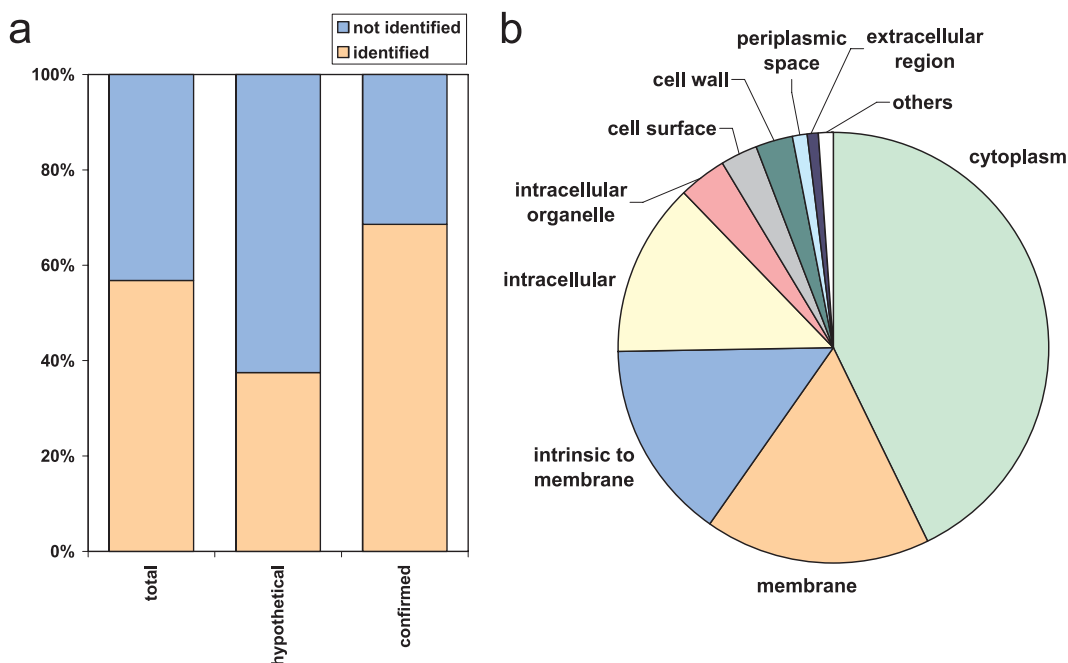 a
not identified
identified
100%
80%
60%
40%
20%
0%
total
hypothetical
confirmed
b
periplasmic
space
extracellular
region
cell wall
others
cell surface
cytoplasm
intracellular
organelle
intracellular
intrinsic to
membrane
membrane